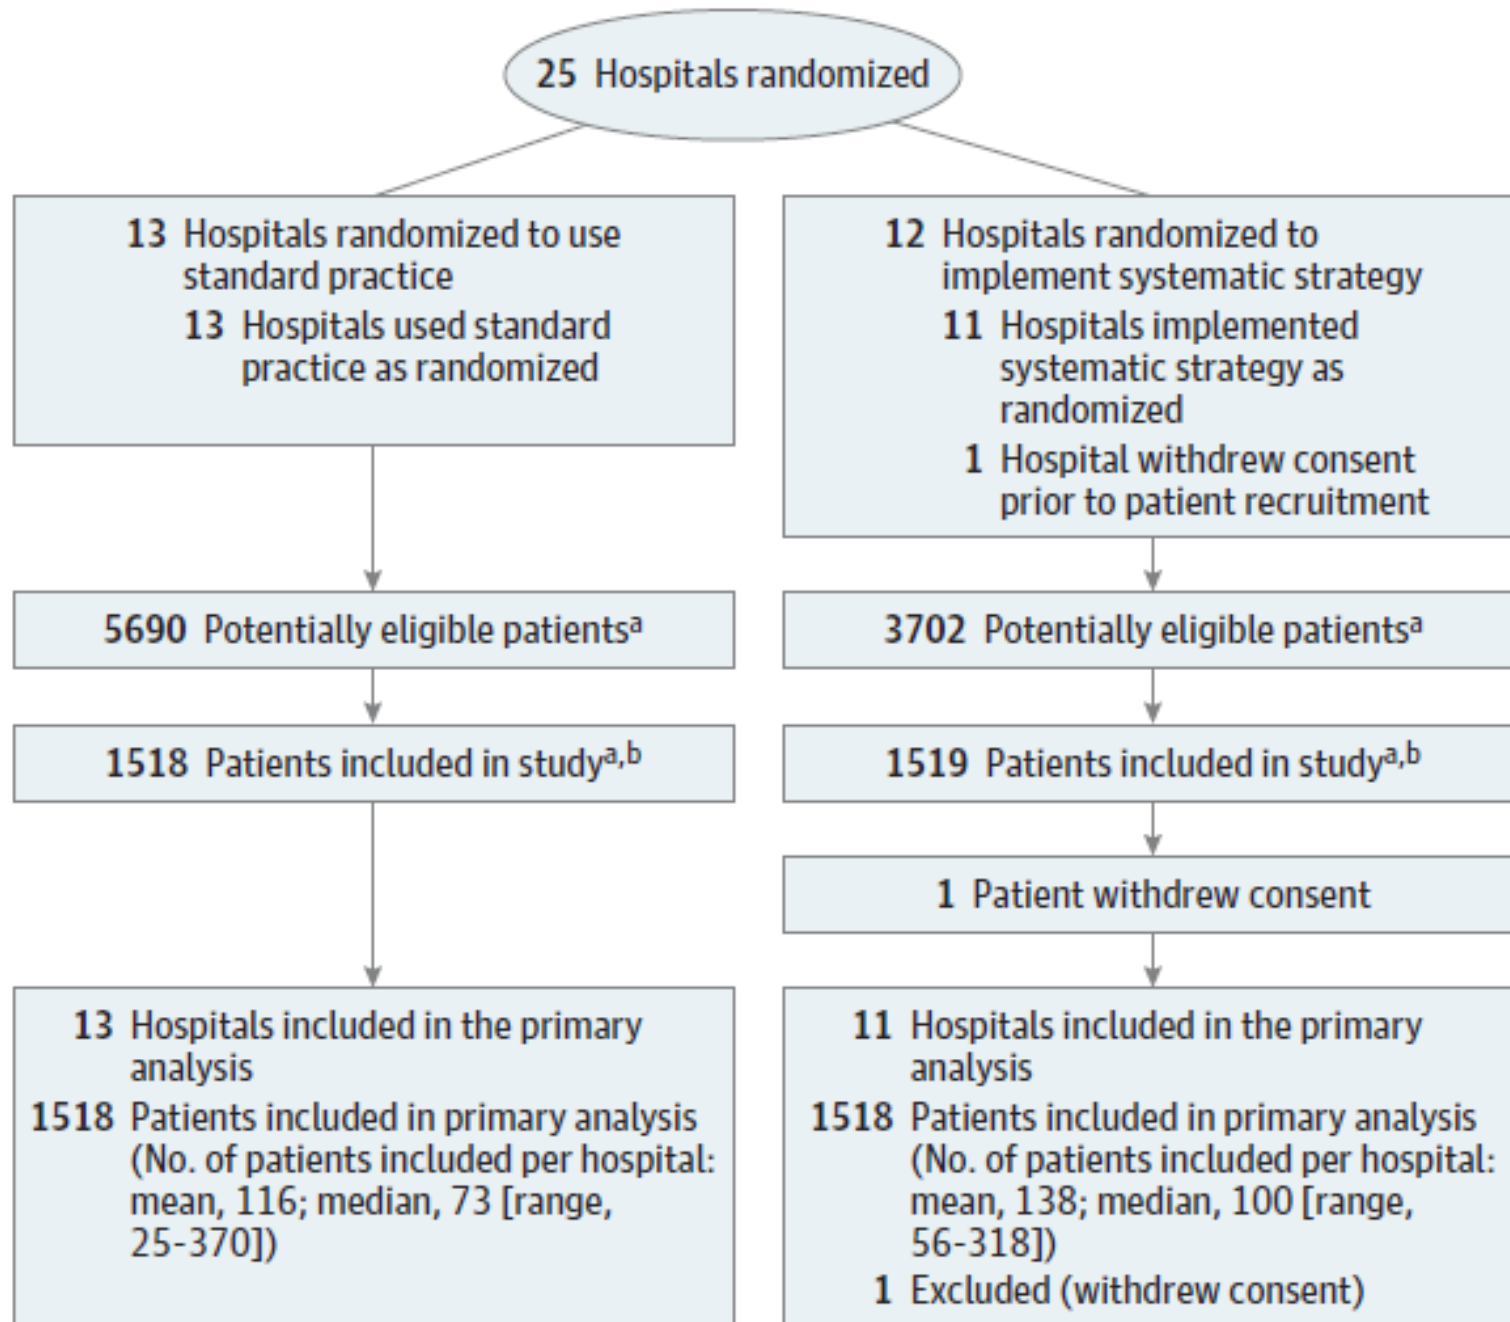 25 Hospitals randomized
13 Hospitals randomized to use
standard practice
13 Hospitals used standard
practice as randomized
12 Hospitals randomized to
implement systematic strategy
11 Hospitals implemented
systematic strategy as
randomized
1 Hospital withdrew consent
prior to patient recruitment
5690 Potentially eligible patientsᵃ
3702 Potentially eligible patientsᵃ
1518 Patients included in studyᵃ,ᵇ
1519 Patients included in studyᵃ,ᵇ
1 Patient withdrew consent
13 Hospitals included in the primary
analysis
1518 Patients included in primary analysis
(No. of patients included per hospital:
mean, 116; median, 73 [range,
25-370])
11 Hospitals included in the primary
analysis
1518 Patients included in primary analysis
(No. of patients included per hospital:
mean, 138; median, 100 [range,
56-318])
1 Excluded (withdrew consent)